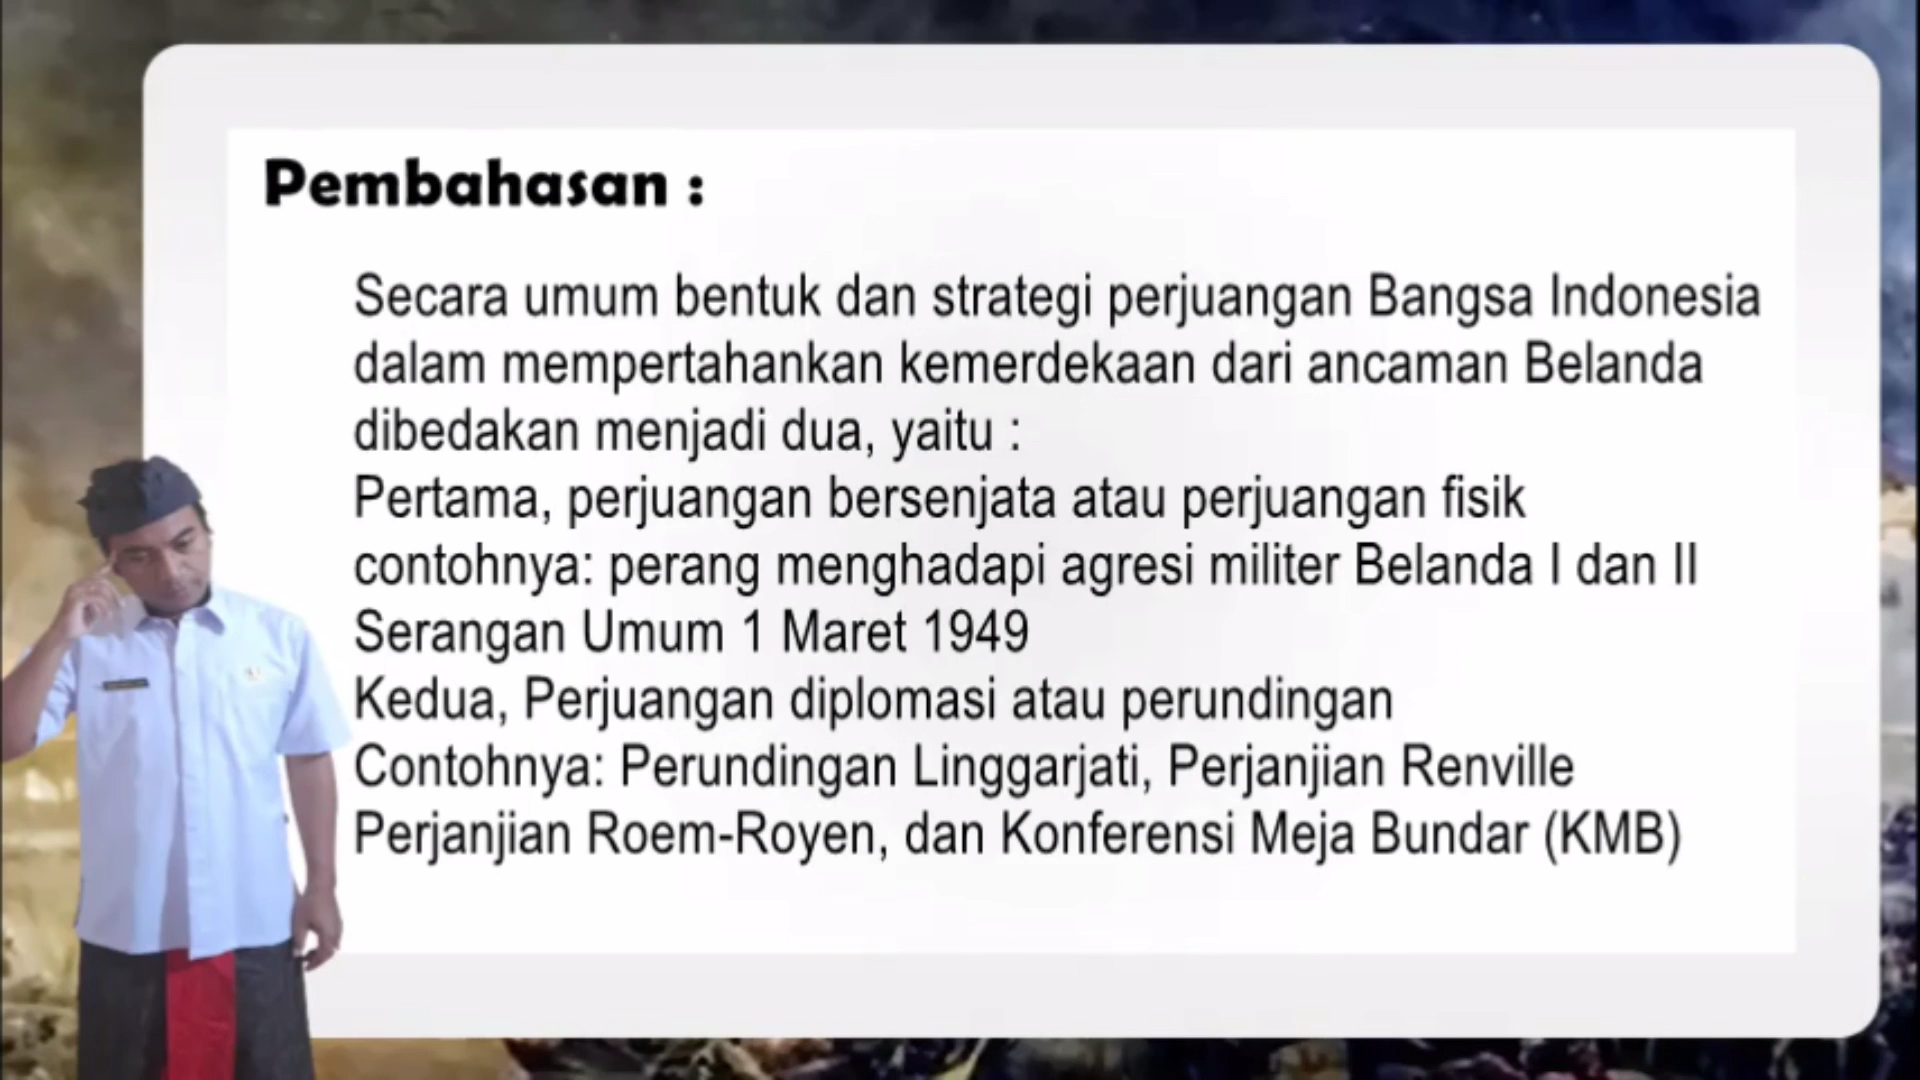 Pembahasan :
Secara umum bentuk dan strategi perjuangan Bangsa Indonesia
dalam mempertahankan kemerdekaan dari ancaman Belanda
dibedakan menjadi dua, yaitu :
Pertama, perjuangan bersenjata atau perjuangan fisik
contohnya: perang menghadapi agresi militer Belanda I dan II
Serangan Umum 1 Maret 1949
Kedua, Perjuangan diplomasi atau perundingan
Contohnya: Perundingan Linggarjati, Perjanjian Renville
Perjanjian Roem-Royen, dan Konferensi Meja Bundar (KMB)